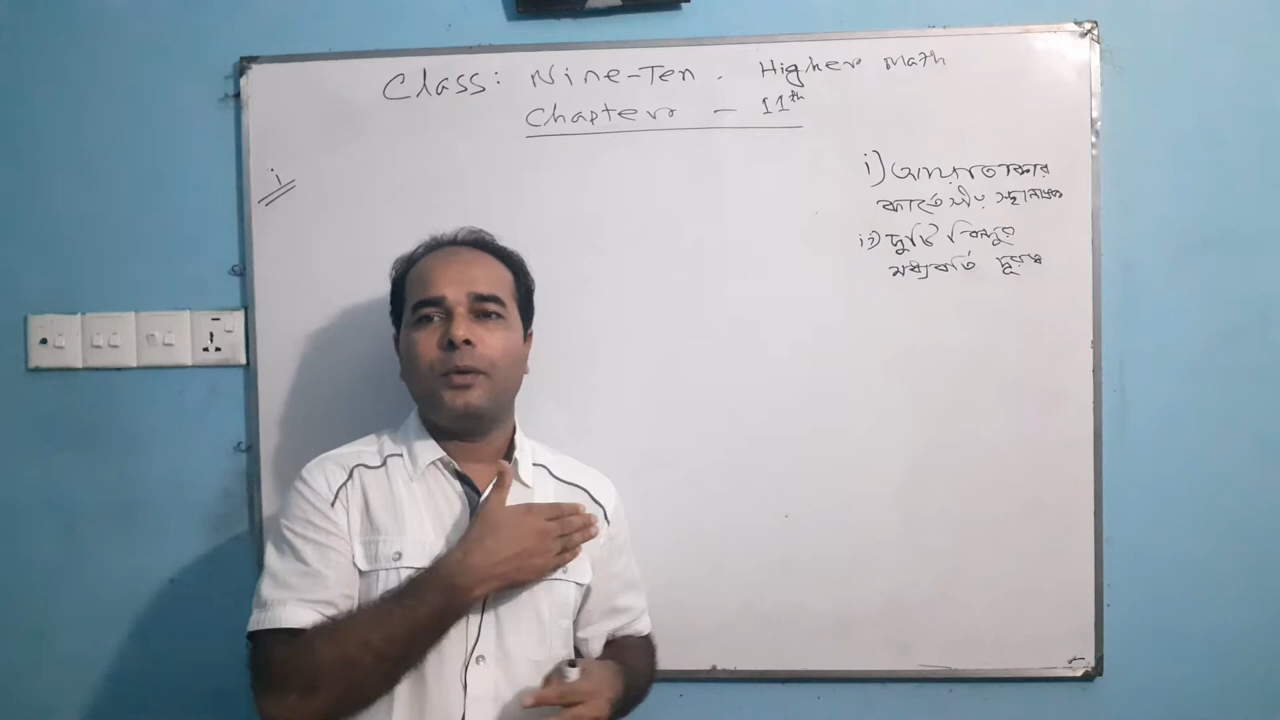 Class: Nine-Ten. Higher Math
Chapter - 11th
i
i) আয়তাকার
কার্তেসীয় স্থানাঙ্ক
ii) দুটি বিন্দুর
মধ্যবর্তি দূরত্ব